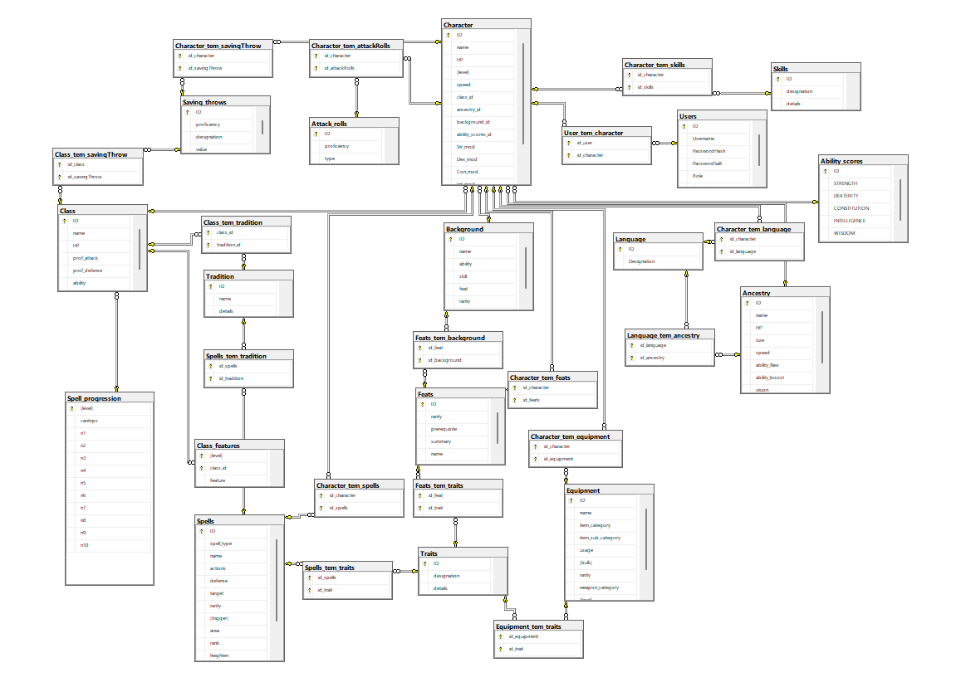 Character
ID
name
HP
[level]
speed
class_id
ancestry_id
background_id
ability_scores_id
Str_mod
Dex_mod
Con_mod
Character_tem_savingThrow
id_character
id_savingThrow
Character_tem_attackRolls
id_character
id_attackRolls
Saving_throws
ID
proficiency
designation
value
Attack_rolls
ID
proficiency
type
Character_tem_skills
id_character
id_skills
Skills
ID
designation
details
User_tem_character
id_user
id_character
Users
ID
Username
PasswordHash
PasswordSalt
Role
Ability_scores
ID
STRENGTH
DEXTERITY
CONSTITUTION
INTELLIGENCE
WISDOM
Class_tem_savingThrow
id_class
id_savingThrow
Class
ID
name
HP
prof_attack
prof_defense
ability
Class_tem_tradition
class_id
tradition_id
Tradition
ID
name
details
Spells_tem_tradition
id_spells
id_tradition
Background
ID
name
ability
skill
feat
rarity
Language
ID
Designation
Character_tem_language
id_character
id_language
Ancestry
ID
name
HP
size
speed
ability_flaw
ability_boost
vision
Language_tem_ancestry
id_language
id_ancestry
Feats_tem_background
id_feat
id_background
Character_tem_feats
id_character
id_feats
Feats
ID
rarity
prerequisite
summary
name
Spell_progression
[level]
cantrips
n1
n2
n3
n4
n5
n6
n7
n8
n9
n10
Class_features
[level]
class_id
feature
Character_tem_equipment
id_character
id_equipment
Character_tem_spells
id_character
id_spells
Feats_tem_traits
id_feat
id_trait
Equipment
ID
name
item_category
item_sub_category
usage
[bulk]
rarity
weapon_category
Spells
ID
spell_type
name
actions
defense
target
rarity
[trigger]
area
rank
heighten
Spells_tem_traits
id_spells
id_trait
Traits
ID
designation
details
Equipment_tem_traits
id_equipment
id_trait